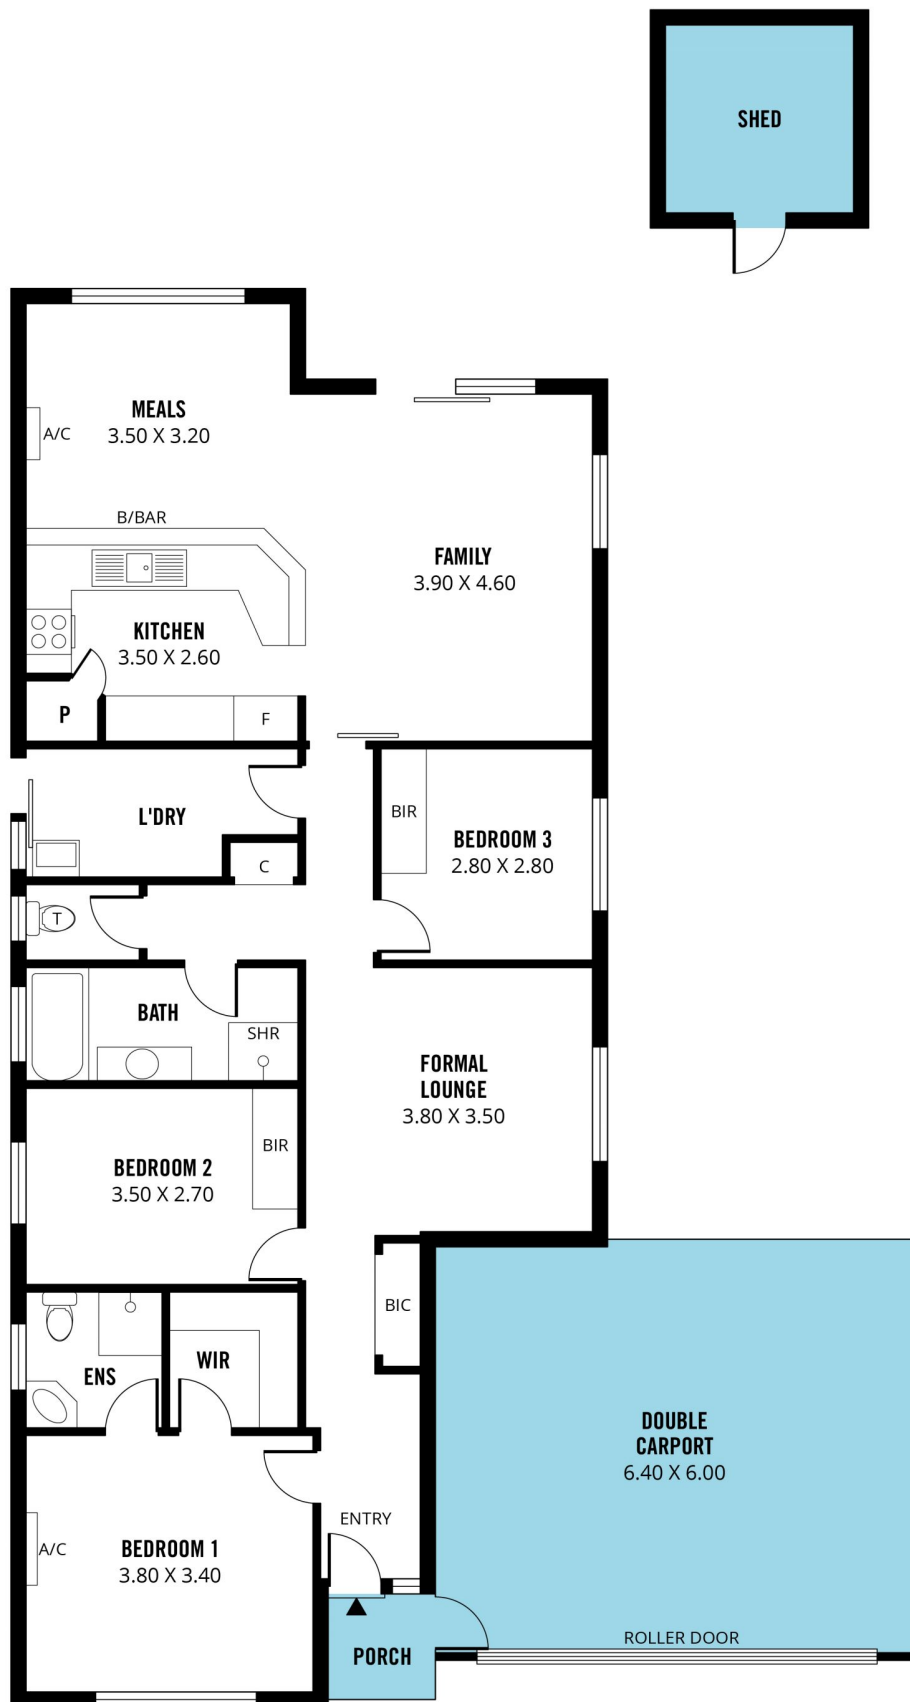 SHED
MEALS
3.50 X 3.20
A/C
B/BAR
FAMILY
3.90 X 4.60
KITCHEN
3.50 X 2.60
P
F
L'DRY
BIR
BEDROOM 3
2.80 X 2.80
C
T
BATH
SHR
FORMAL
LOUNGE
3.80 X 3.50
BEDROOM 2
3.50 X 2.70
BIR
BIC
ENS
WIR
DOUBLE
CARPORT
6.40 X 6.00
ENTRY
A/C
BEDROOM 1
3.80 X 3.40
ROLLER DOOR
PORCH